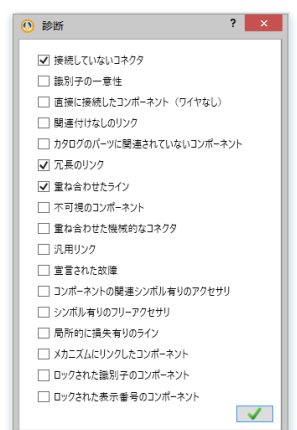 診断
?
×
接続していないコネクタ
識別子の一意性
直接に接続したコンポーネント（ワイヤなし）
関連付けなしのリンク
カタログのパーツに関連されていないコンポーネント
冗長のリンク
重ね合わせたライン
不可視のコンポーネント
重ね合わせた機械的なコネクタ
汎用リンク
宣言された故障
コンポーネントの関連シンボル有りのアクセサリ
シンボル有りのフリーアクセサリ
局所的に損失有りのライン
メカニズムにリンクしたコンポーネント
ロックされた識別子のコンポーネント
ロックされた表示番号のコンポーネント